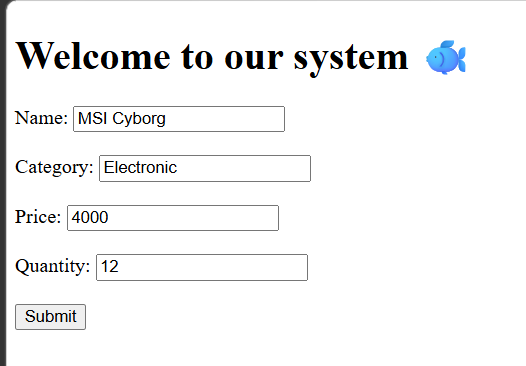 Welcome to our system 🐟
Name: MSI Cyborg
Category: Electronic
Price: 4000
Quantity: 12
Submit